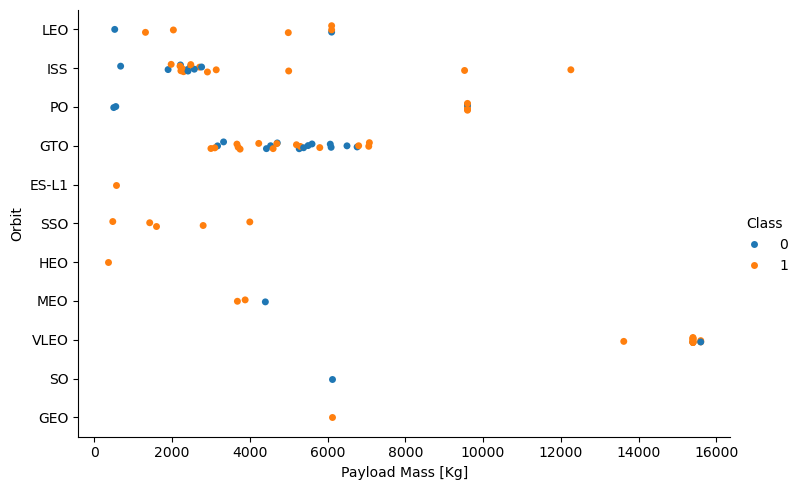 LEO
ISS
PO
GTO
ES-L1
SSO
HEO
MEO
VLEO
SO
GEO
Orbit
0 2000 4000 6000 8000 10000 12000 14000 16000
Payload Mass [Kg]
Class
0
1